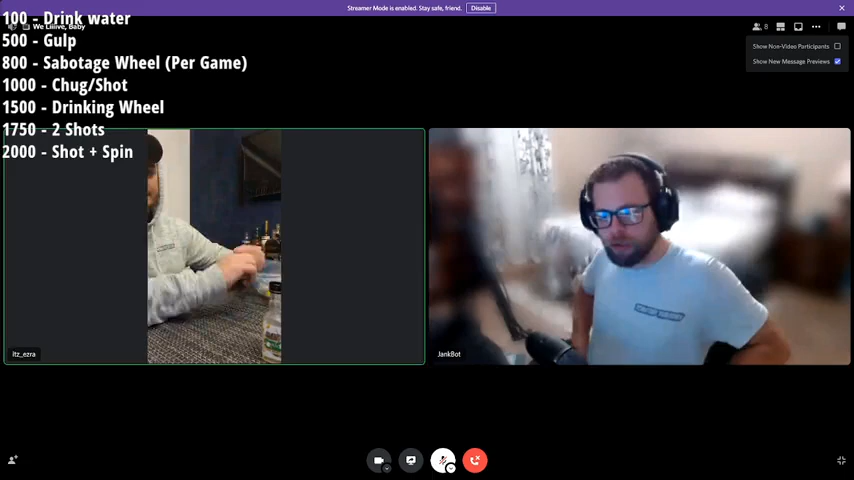 Streamer Mode is enabled. Stay safe, friend. Disable
We Liiiive, Baby
8
Show Non-Video Participants
Show New Message Previews
100 - Drink water
500 - Gulp
800 - Sabotage Wheel (Per Game)
1000 - Chug/Shot
1500 - Drinking Wheel
1750 - 2 Shots
2000 - Shot + Spin
itz_ezra
JankBot